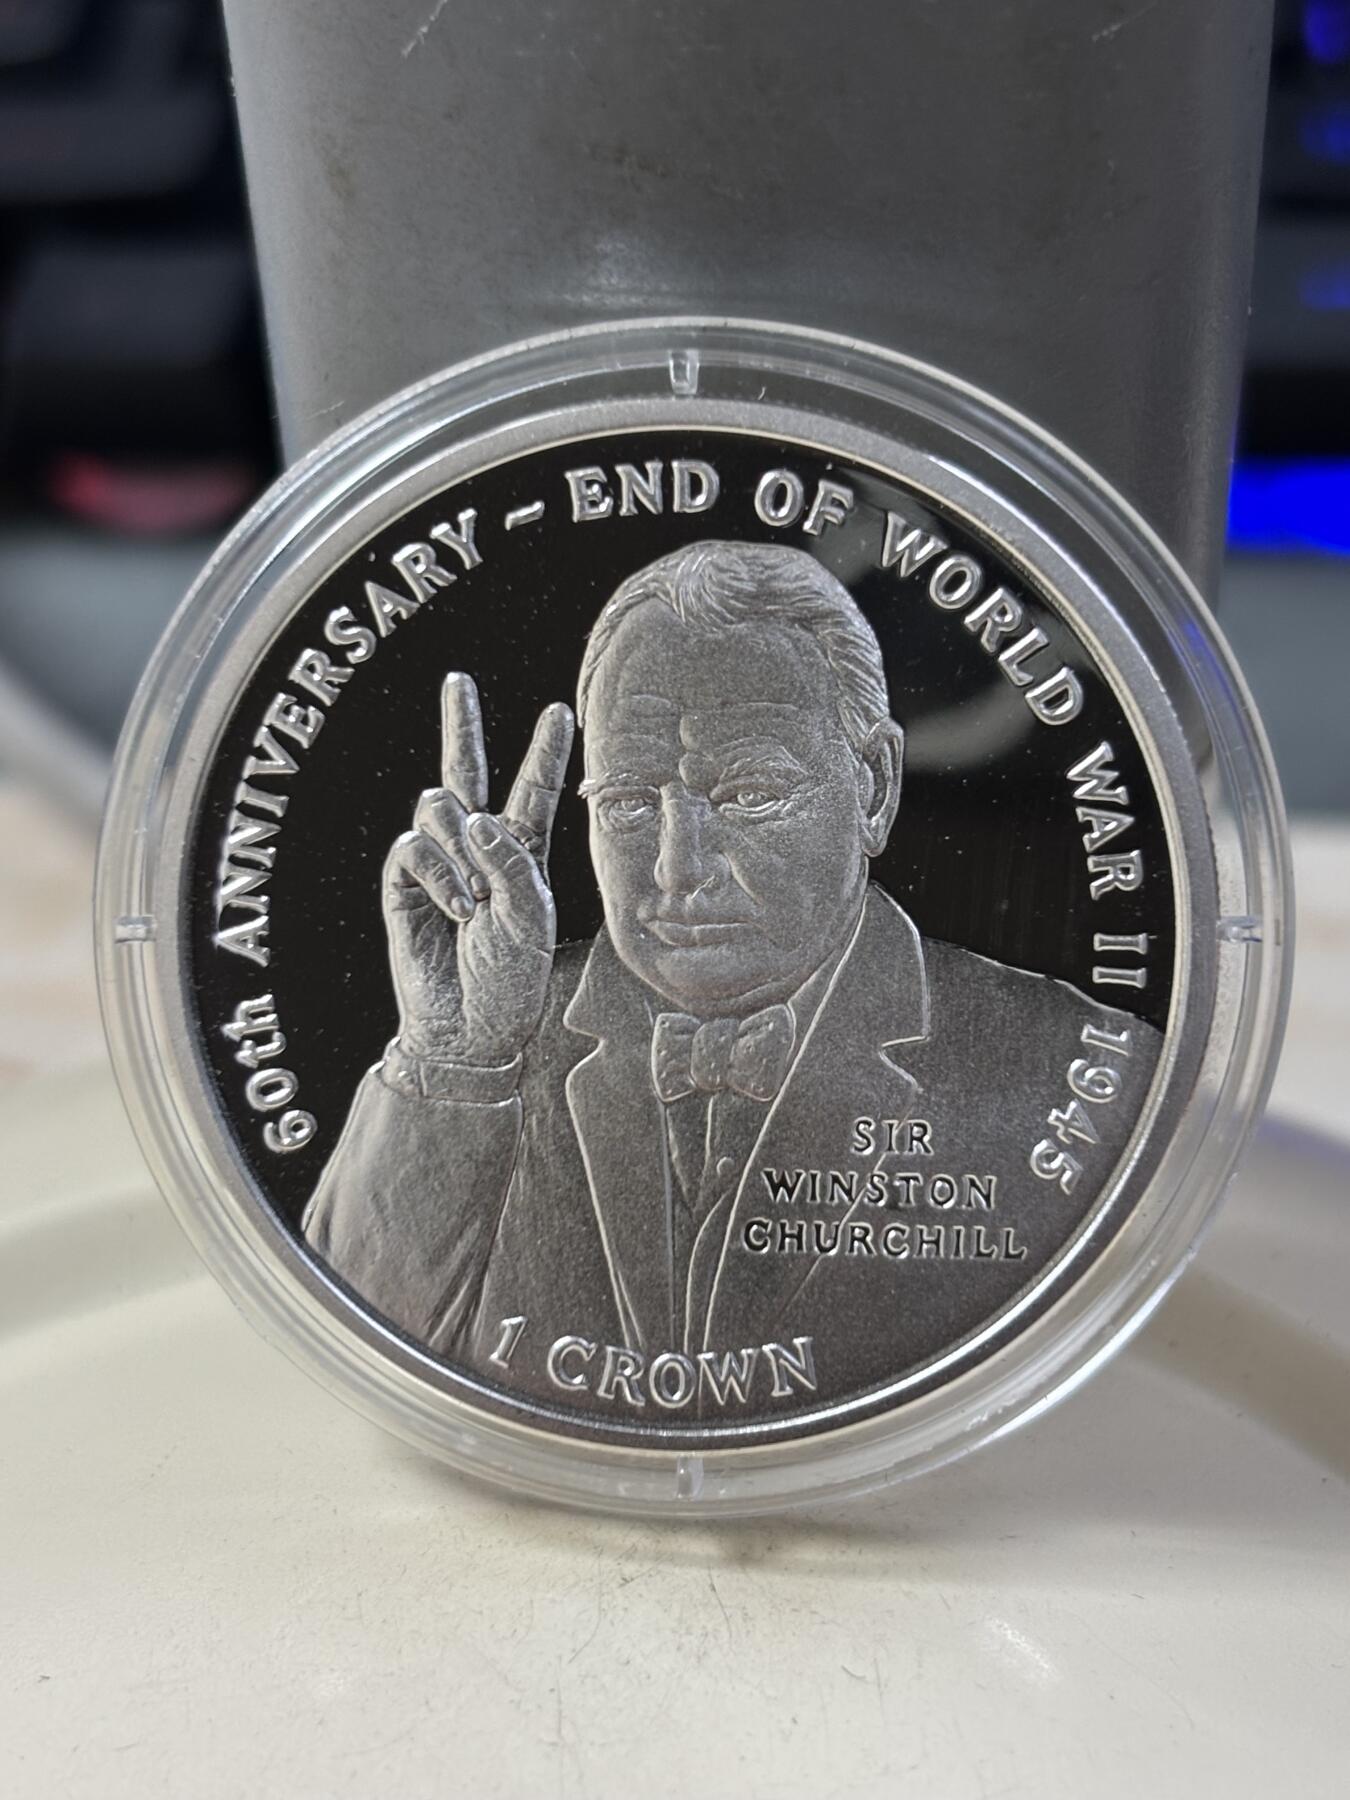 60th ANNIVERSARY - END OF WORLD WAR II 1945
SIR
WINSTON
CHURCHILL
1 CROWN